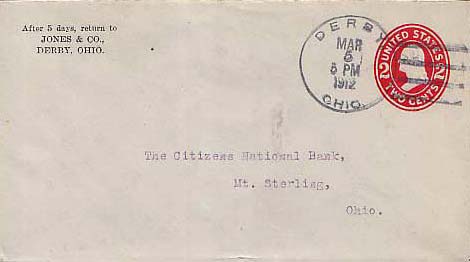 After 5 days, return to
JONES & CO.,
DERBY, OHIO.
DERBY
MAR
5
5 PM
1912
OHIO.
UNITED STATES
2 2
TWO CENTS
The Citizens National Bank,
Mt. Sterling,
Ohio.